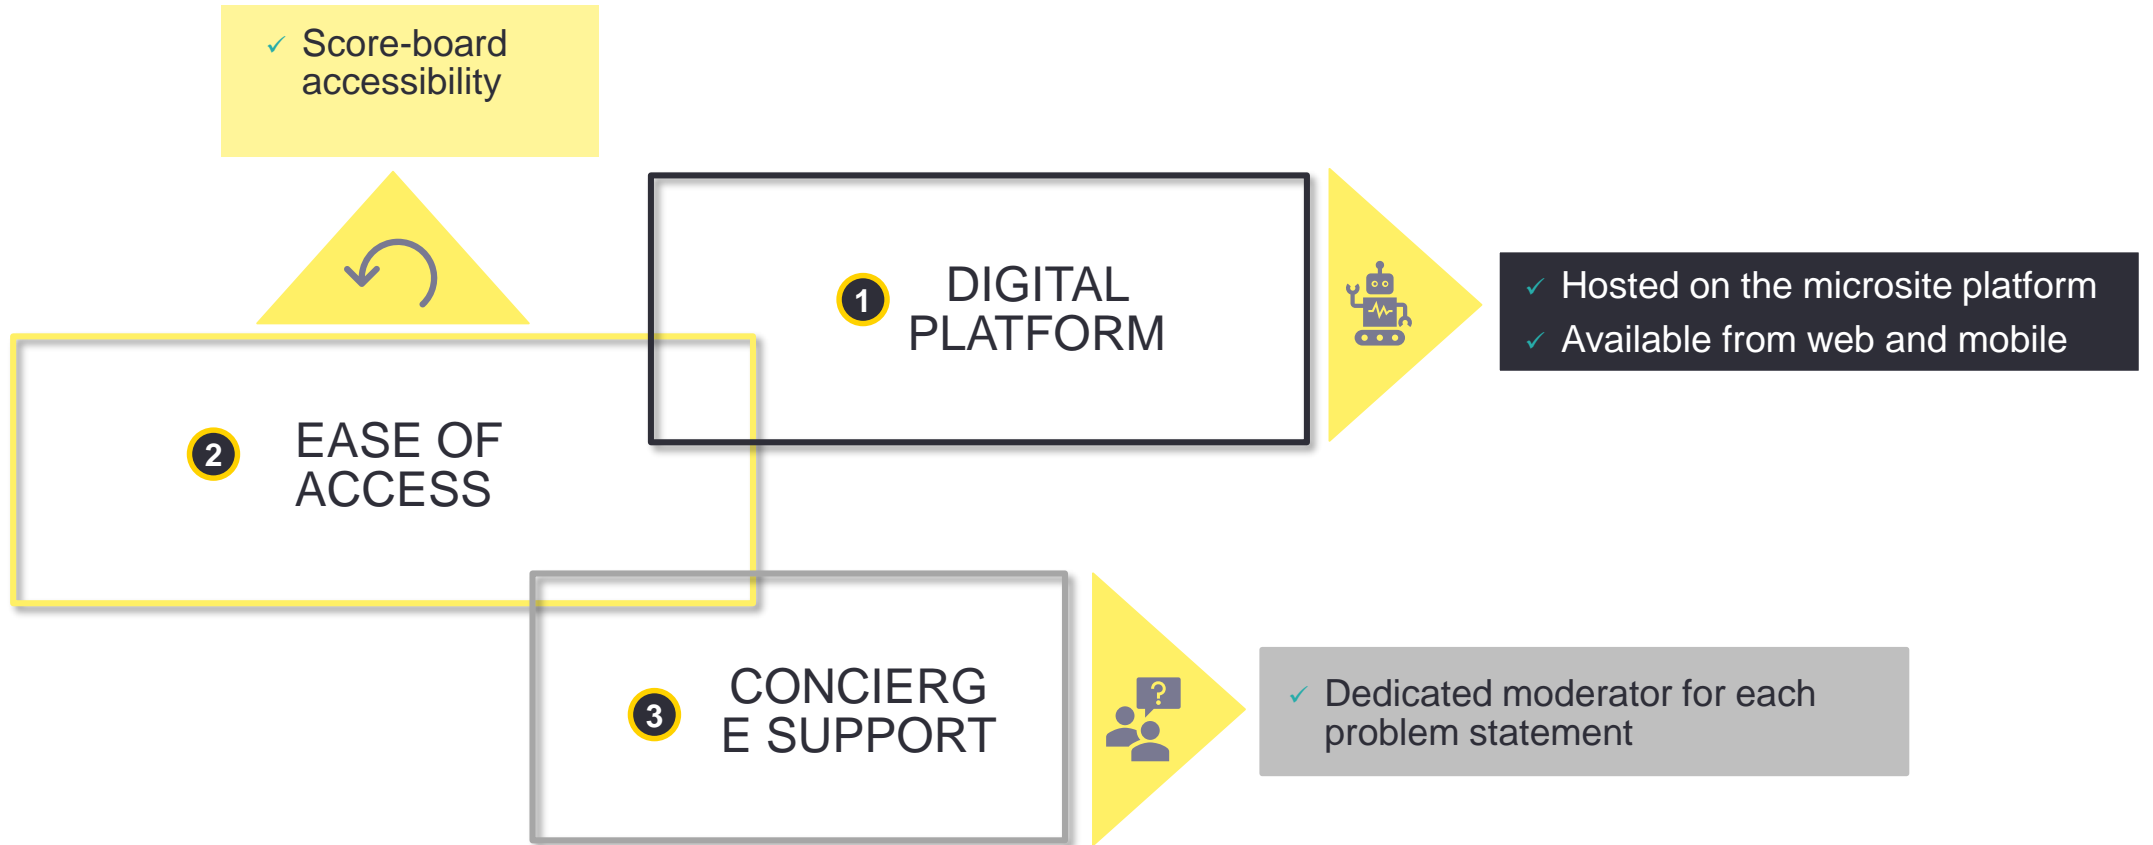 ✓ Score-board
accessibility
1
DIGITAL
PLATFORM
✓ Hosted on the microsite platform
✓ Available from web and mobile
2
EASE OF
ACCESS
3
CONCIERG
E SUPPORT
?
✓ Dedicated moderator for each
problem statement